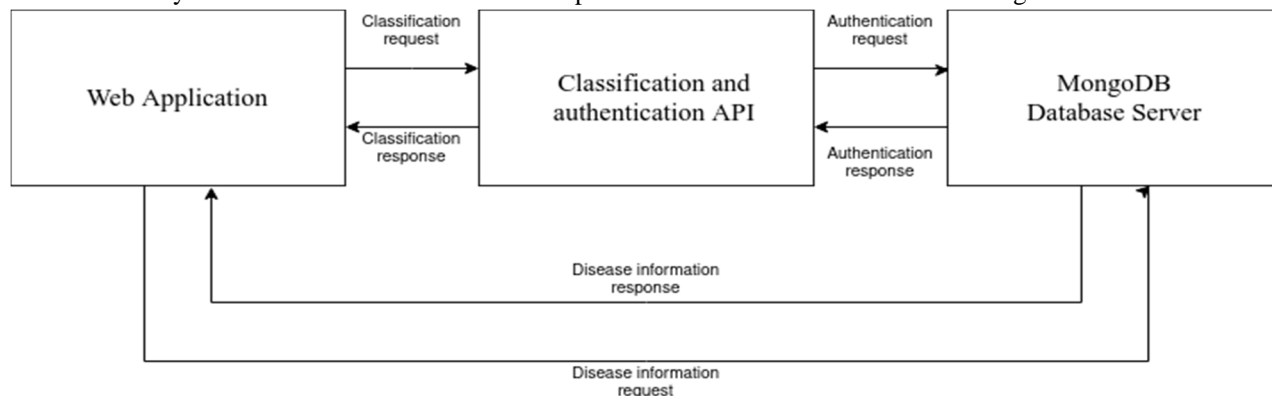 Classification
request
Authentication
request
Web Application
Classification and
authentication API
MongoDB
Database Server
Classification
response
Authentication
response
Disease information
response
Disease information
request